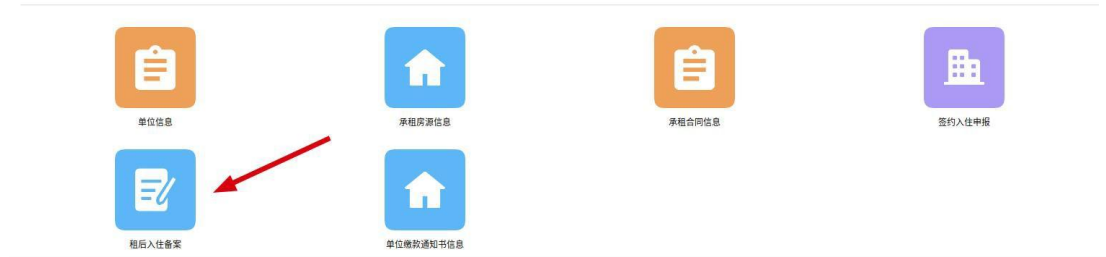 单位信息
承租房源信息
承租合同信息
签约入住申报
租后入住备案
单位缴款通知书信息